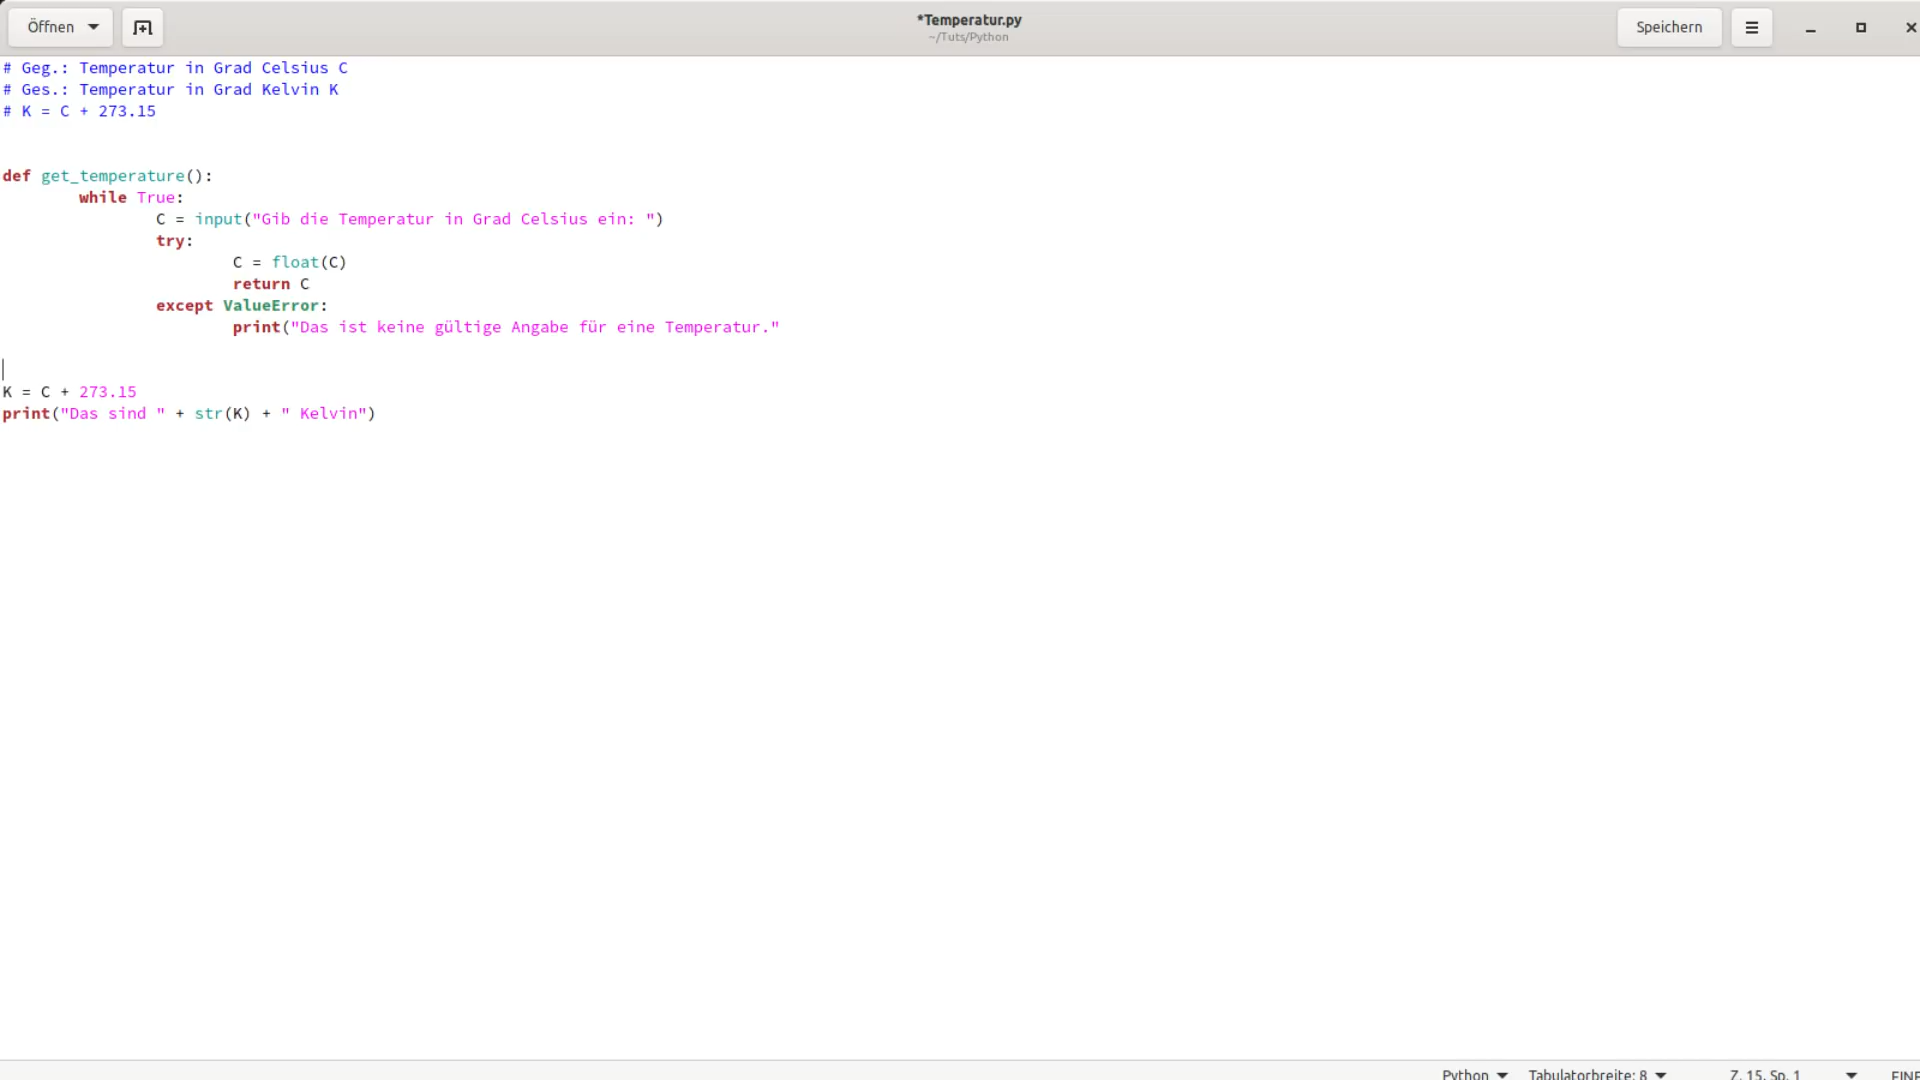 Öffnen
*Temperatur.py
~/Tuts/Python
Speichern
# Geg.: Temperatur in Grad Celsius C
# Ges.: Temperatur in Grad Kelvin K
# K = C + 273.15
def get_temperature():
        while True:
                C = input("Gib die Temperatur in Grad Celsius ein: ")
                try:
                        C = float(C)
                        return C
                except ValueError:
                        print("Das ist keine gültige Angabe für eine Temperatur."
K = C + 273.15
print("Das sind " + str(K) + " Kelvin")
Python
Tabulatorbreite: 8
Z. 15, Sp. 1